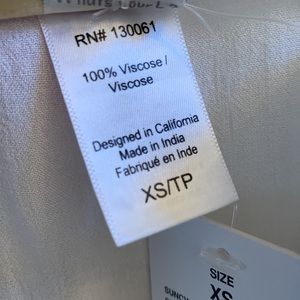 RN# 130061
100% Viscose /
Viscose
Designed in California
Made in India
Fabriqué en Inde
XS/TP
SIZE
XS